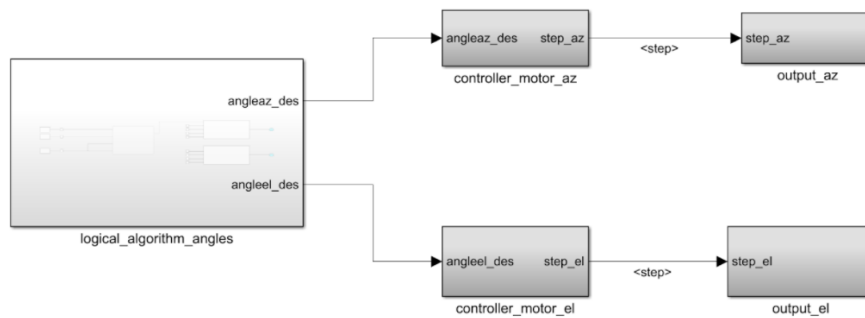 angleaz_des
step_az
<step>
step_az
controller_motor_az
output_az
angleaz_des
angleel_des
logical_algorithm_angles
angleel_des
step_el
<step>
step_el
controller_motor_el
output_el